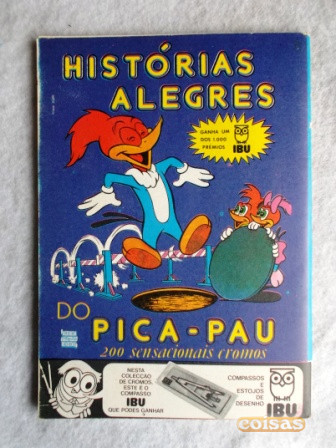 HISTÓRIAS
ALEGRES
GANHA UM
DOS 1.000
PRÉMIOS
IBU
DO
PICA-PAU
200 sensacionais cromos
NESTA
COLECÇÃO
DE CROMOS,
ESTE É O
COMPASSO
IBU
QUE PODES GANHAR
COMPASSOS
E
ESTOJOS
DE
DESENHO
IBU
coisas